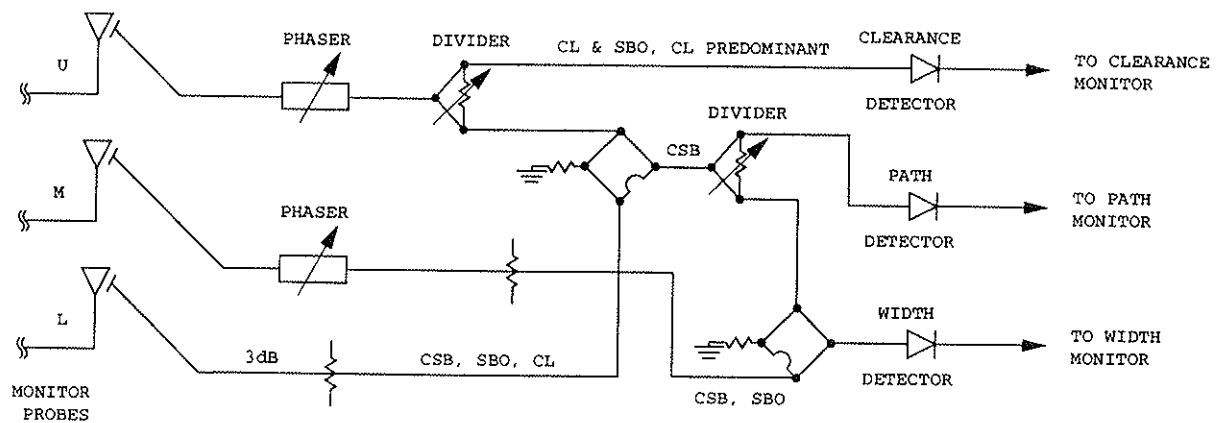 PHASER
DIVIDER
CL & SBO, CL PREDOMINANT
CLEARANCE
DETECTOR
TO CLEARANCE
MONITOR
U
CSB
DIVIDER
PATH
DETECTOR
TO PATH
MONITOR
M
PHASER
L
3dB
CSB, SBO, CL
WIDTH
DETECTOR
TO WIDTH
MONITOR
CSB, SBO
MONITOR
PROBES